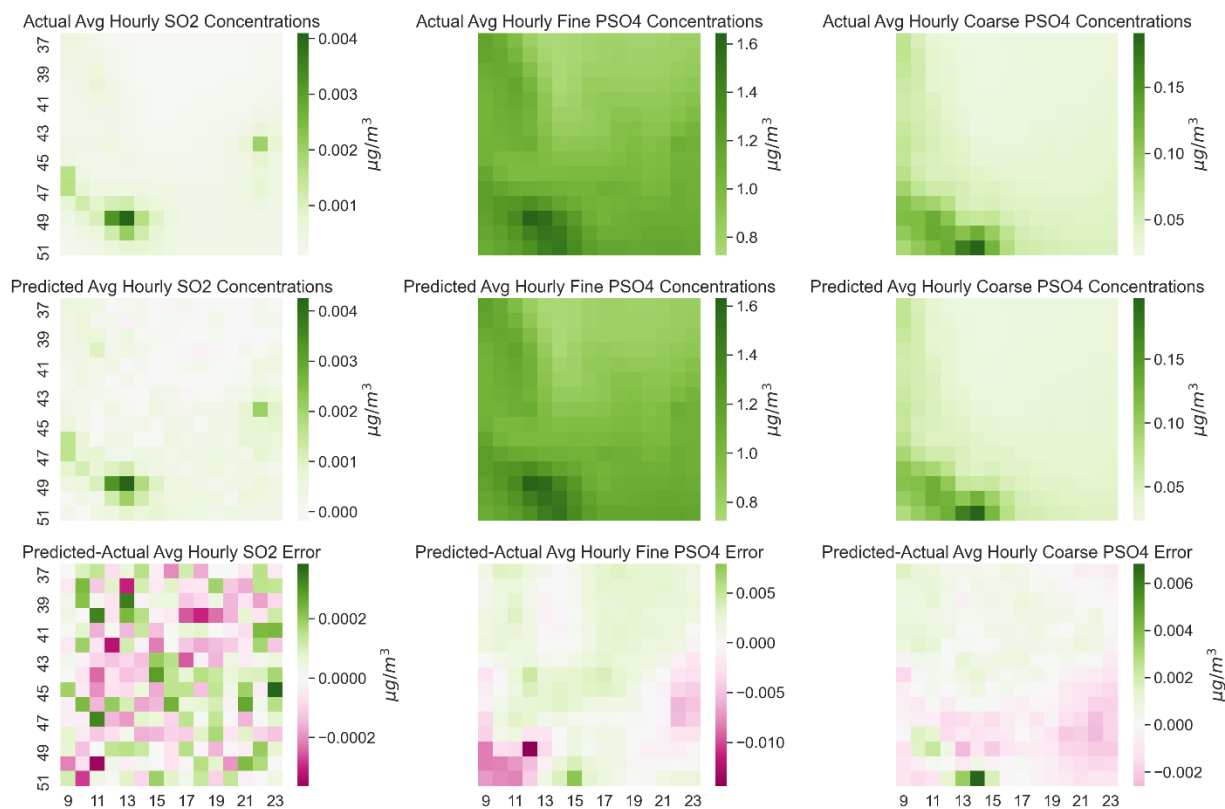 Actual Avg Hourly SO2 Concentrations
37
39
41
43
45
47
49
51
0.004
0.003
0.002
0.001
μg/m³
Actual Avg Hourly Fine PSO4 Concentrations
1.6
1.4
1.2
1.0
0.8
μg/m³
Actual Avg Hourly Coarse PSO4 Concentrations
0.15
0.10
0.05
μg/m³
Predicted Avg Hourly SO2 Concentrations
37
39
41
43
45
47
49
51
0.004
0.003
0.002
0.001
0.000
μg/m³
Predicted Avg Hourly Fine PSO4 Concentrations
1.6
1.4
1.2
1.0
0.8
μg/m³
Predicted Avg Hourly Coarse PSO4 Concentrations
0.15
0.10
0.05
μg/m³
Predicted-Actual Avg Hourly SO2 Error
37
39
41
43
45
47
49
51
9 11 13 15 17 19 21 23
0.0002
0.0000
−0.0002
μg/m³
Predicted-Actual Avg Hourly Fine PSO4 Error
9 11 13 15 17 19 21 23
0.005
0.000
−0.005
−0.010
μg/m³
Predicted-Actual Avg Hourly Coarse PSO4 Error
9 11 13 15 17 19 21 23
0.006
0.004
0.002
0.000
−0.002
μg/m³